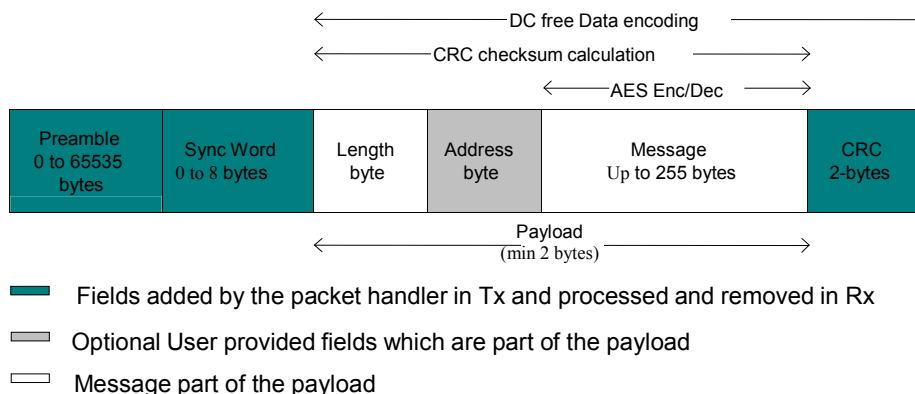 DC free Data encoding
CRC checksum calculation
AES Enc/Dec
Preamble
0 to 65535
bytes
Sync Word
0 to 8 bytes
Length
byte
Address
byte
Message
Up to 255 bytes
CRC
2-bytes
Payload
(min 2 bytes)
Fields added by the packet handler in Tx and processed and removed in Rx
Optional User provided fields which are part of the payload
Message part of the payload